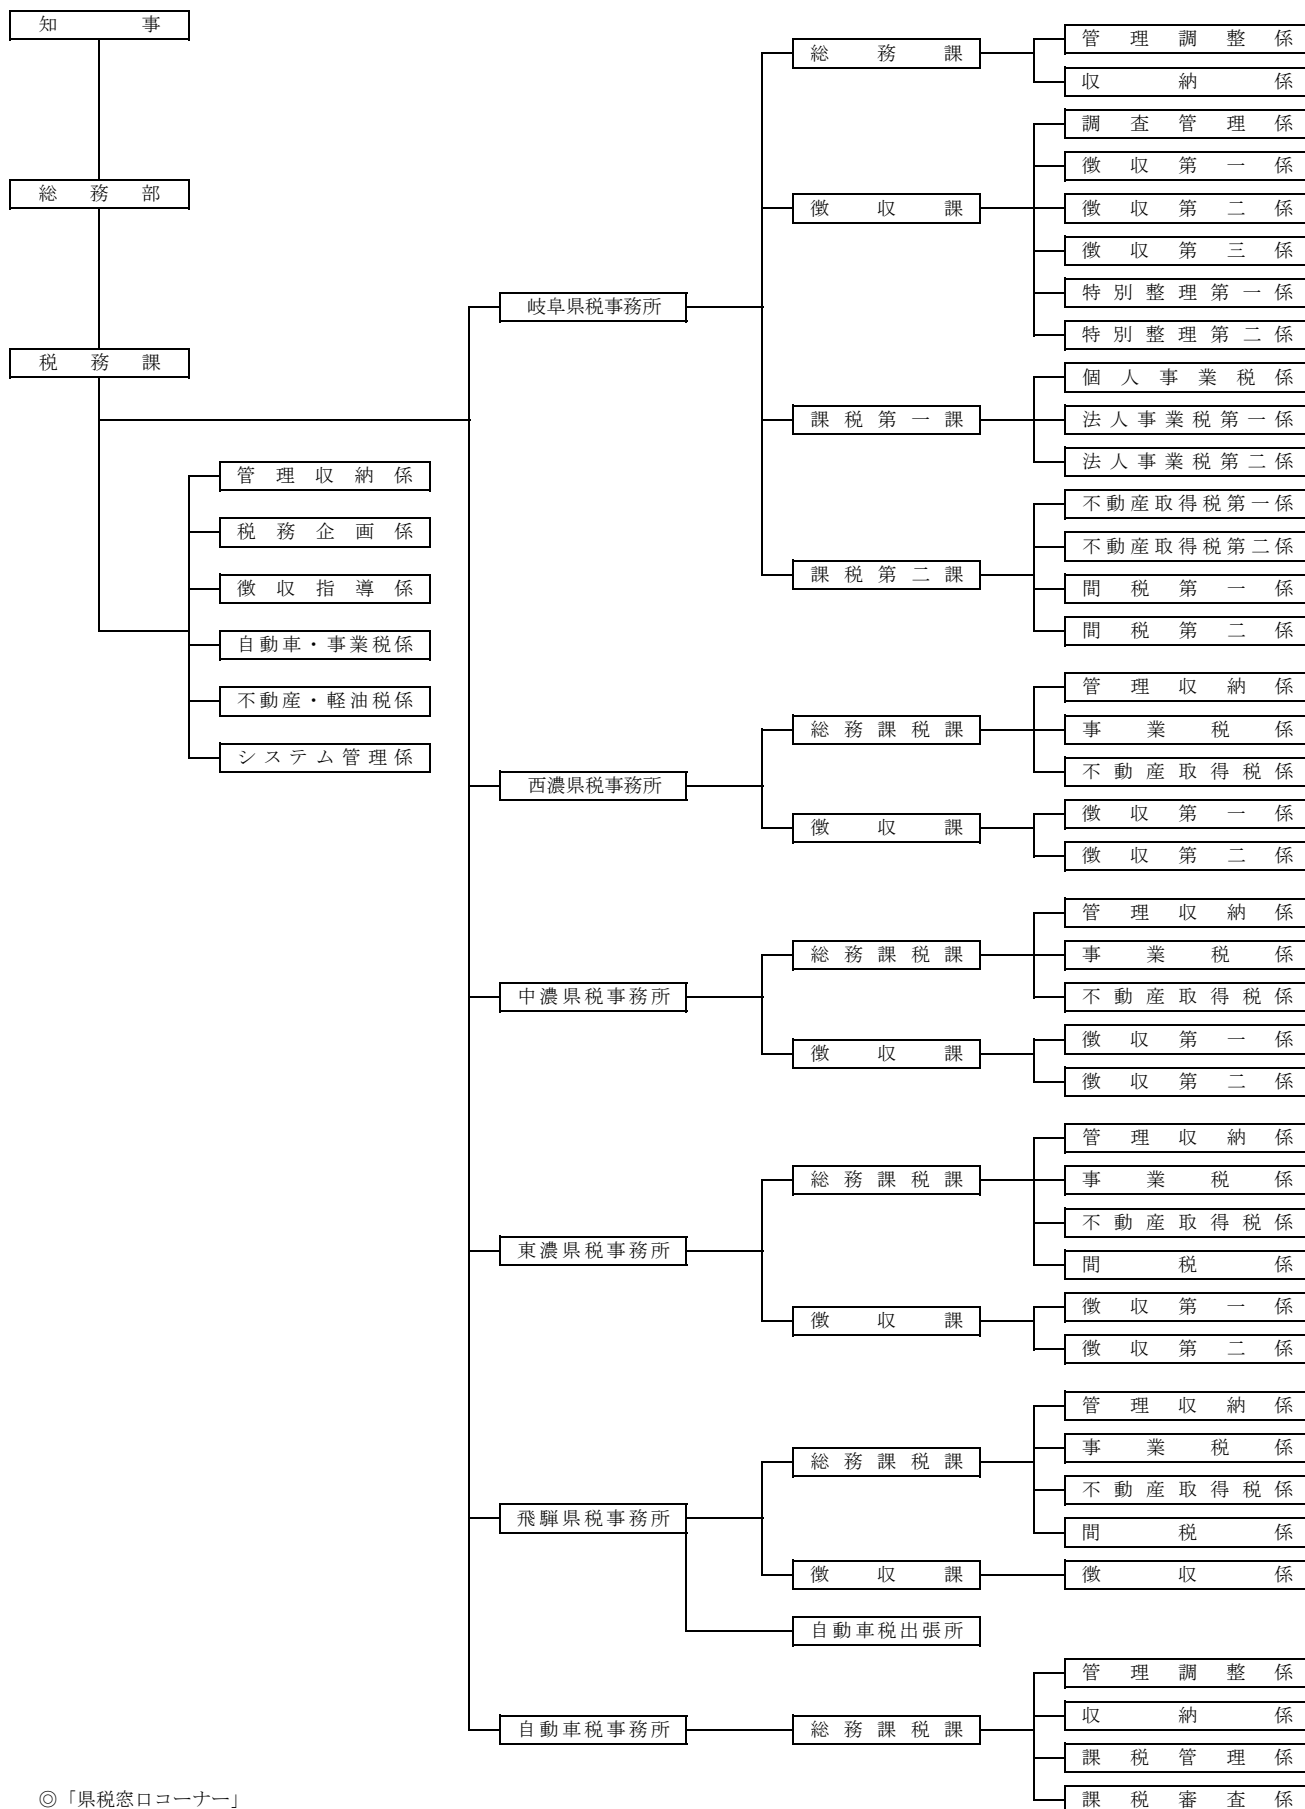 知事
総務部
税務課
管理収納係
税務企画係
徴収指導係
自動車・事業税係
不動産・軽油税係
システム管理係
岐阜県税事務所
総務課
管理調整係
収納係
徴収課
調査管理係
徴収第一係
徴収第二係
徴収第三係
特別整理第一係
特別整理第二係
課税第一課
個人事業税係
法人事業税第一係
法人事業税第二係
課税第二課
不動産取得税第一係
不動産取得税第二係
間税第一係
間税第二係
西濃県税事務所
総務課税課
管理収納係
事業税係
不動産取得税係
徴収課
徴収第一係
徴収第二係
中濃県税事務所
総務課税課
管理収納係
事業税係
不動産取得税係
徴収課
徴収第一係
徴収第二係
東濃県税事務所
総務課税課
管理収納係
事業税係
不動産取得税係
間税係
徴収課
徴収第一係
徴収第二係
飛騨県税事務所
総務課税課
管理収納係
事業税係
不動産取得税係
間税係
徴収課
徴収係
自動車税出張所
自動車税事務所
総務課税課
管理調整係
収納係
課税管理係
課税審査係
◎「県税窓口コーナー」